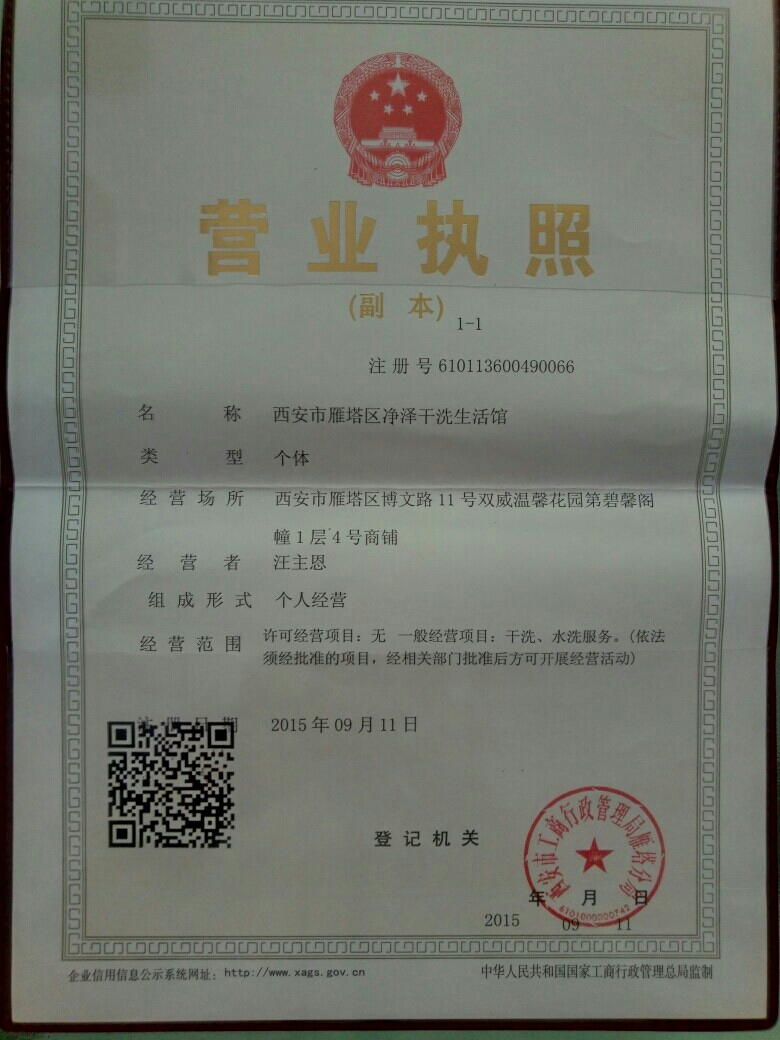 营业执照
(副 本)
1-1
注册号 610113600490066
名 称 西安市雁塔区净泽干洗生活馆
类 型 个体
经营场所 西安市雁塔区博文路11号双威温馨花园第碧馨阁
幢1层4号商铺
经 营 者 汪主恩
组成形式 个人经营
经营范围 许可经营项目：无 一般经营项目：干洗、水洗服务。(依法
须经批准的项目，经相关部门批准后方可开展经营活动)
注册日期 2015年09月11日
登记机关
西安市工商行政管理局雁塔分局
6101000000742
年 月 日
2015 09 11
企业信用信息公示系统网址：http://www.xags.gov.cn
中华人民共和国国家工商行政管理总局监制